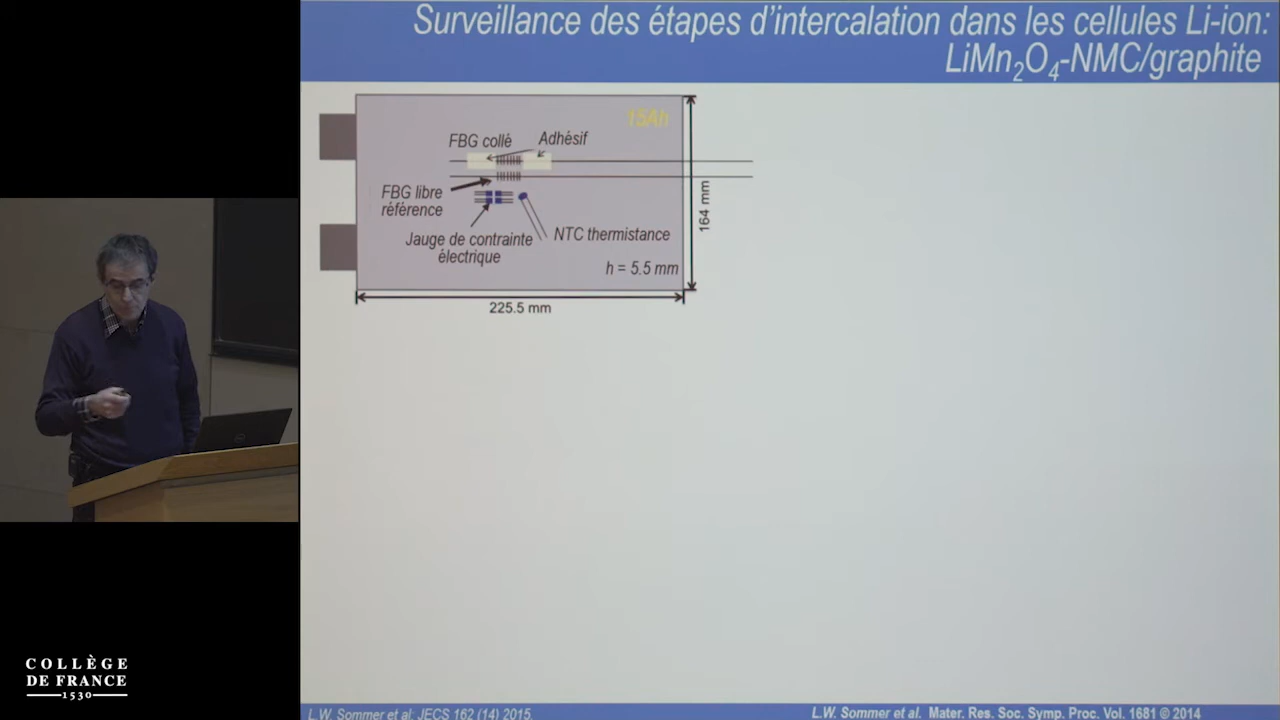 Surveillance des étapes d'intercalation dans les cellules Li-ion:
LiMn2O4-NMC/graphite
15Ah
FBG collé
Adhésif
FBG libre
référence
Jauge de contrainte
électrique
NTC thermistance
h = 5.5 mm
164 mm
225.5 mm
COLLÈGE
DE FRANCE
1530
L.W. Sommer et al; JECS 162 (14) 2015.
L.W. Sommer et al. Mater. Res. Soc. Symp. Proc. Vol. 1681 © 2014